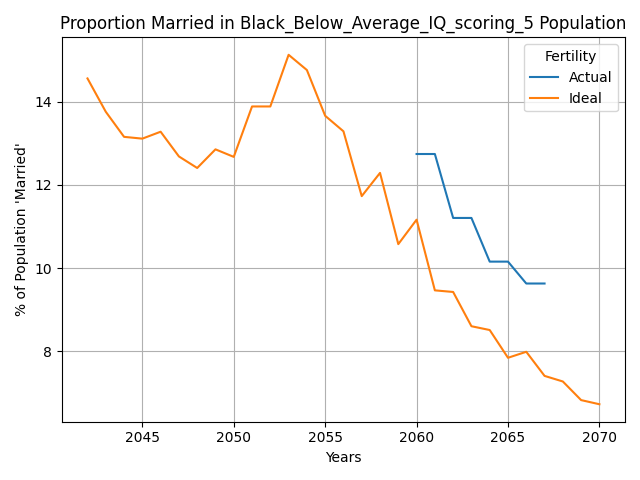 Proportion Married in Black_Below_Average_IQ_scoring_5 Population
Fertility
Actual
Ideal
% of Population 'Married'
14
12
10
8
2045 2050 2055 2060 2065 2070
Years